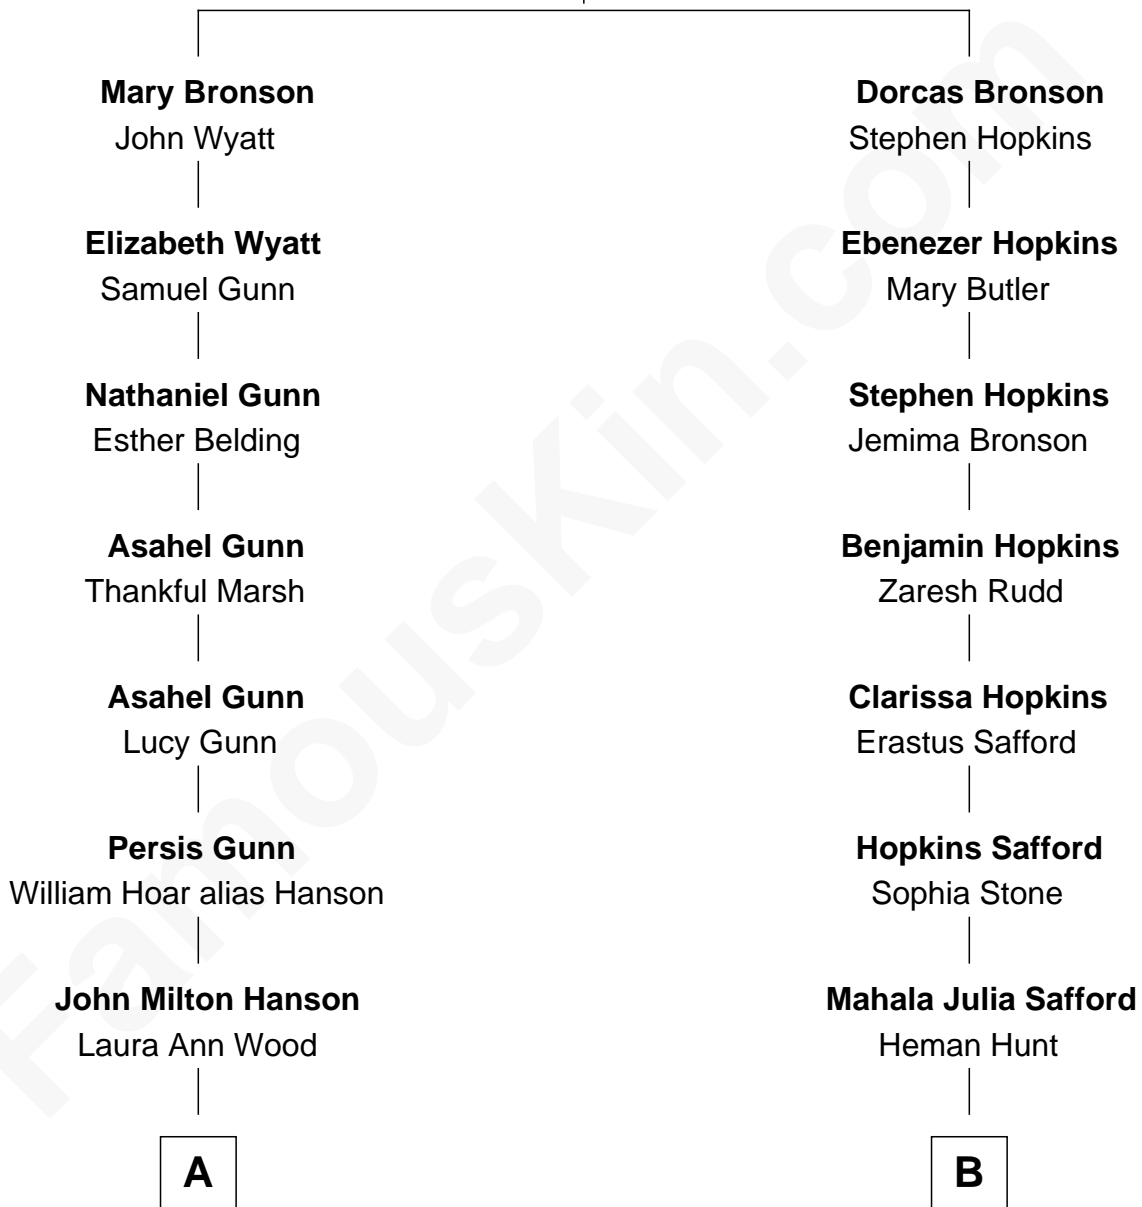 Mary Bronson
John Wyatt
Elizabeth Wyatt
Samuel Gunn
Nathaniel Gunn
Esther Belding
Asahel Gunn
Thankful Marsh
Asahel Gunn
Lucy Gunn
Persis Gunn
William Hoar alias Hanson
John Milton Hanson
Laura Ann Wood
A
Dorcas Bronson
Stephen Hopkins
Ebenezer Hopkins
Mary Butler
Stephen Hopkins
Jemima Bronson
Benjamin Hopkins
Zaresh Rudd
Clarissa Hopkins
Erastus Safford
Hopkins Safford
Sophia Stone
Mahala Julia Safford
Heman Hunt
B
FamousKin.com